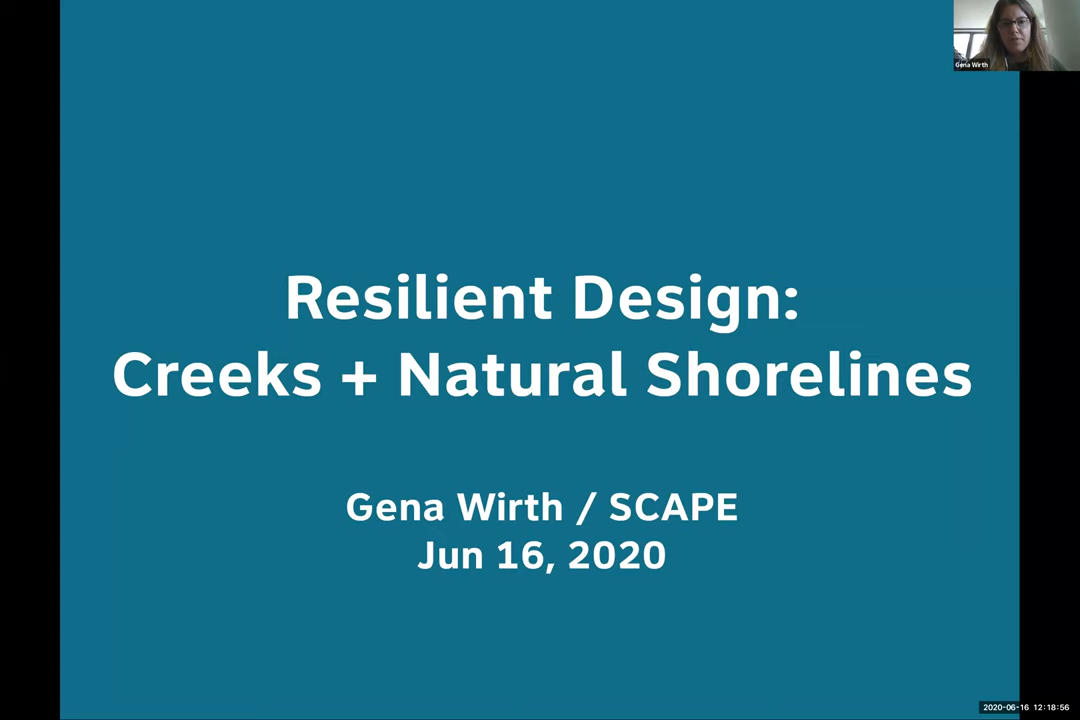 Gena Wirth
Resilient Design:
Creeks + Natural Shorelines
Gena Wirth / SCAPE
Jun 16, 2020
2020-06-16 12:18:56